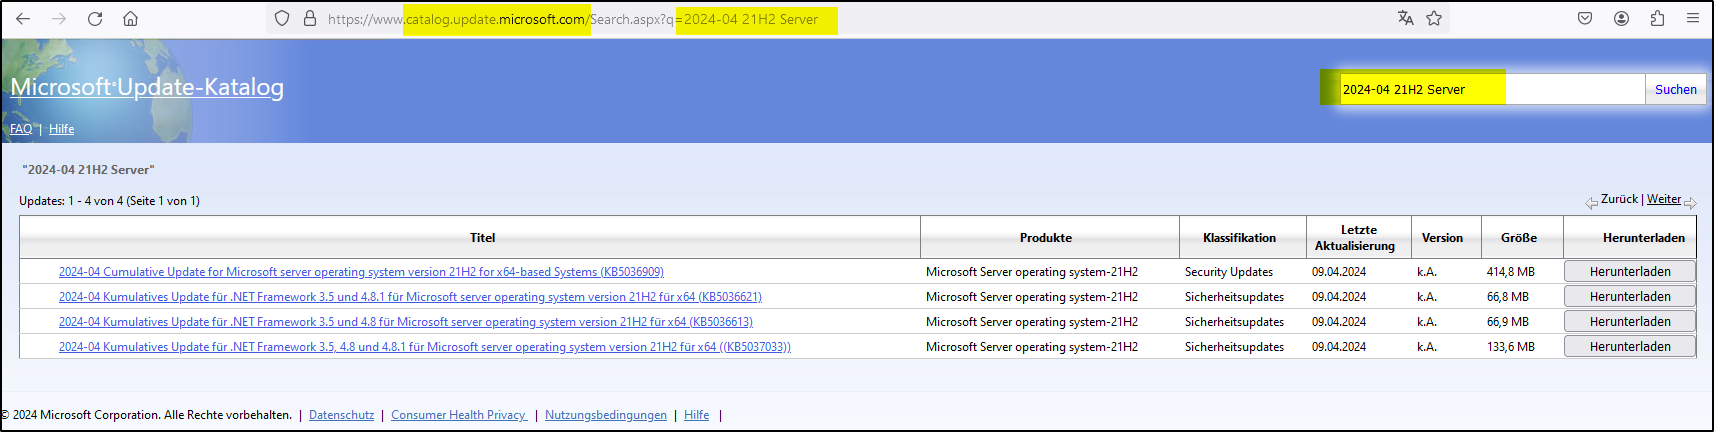 https://www.catalog.update.microsoft.com/Search.aspx?q=2024-04 21H2 Server
Microsoft®Update-Katalog
2024-04 21H2 Server
Suchen
FAQ | Hilfe
"2024-04 21H2 Server"
Updates: 1 - 4 von 4 (Seite 1 von 1)
Zurück | Weiter
Titel Produkte Klassifikation Letzte Aktualisierung Version Größe Herunterladen
2024-04 Cumulative Update for Microsoft server operating system version 21H2 for x64-based Systems (KB5036909) Microsoft Server operating system-21H2 Security Updates 09.04.2024 k.A. 414,8 MB Herunterladen
2024-04 Kumulatives Update für .NET Framework 3.5 und 4.8.1 für Microsoft server operating system version 21H2 für x64 (KB5036621) Microsoft Server operating system-21H2 Sicherheitsupdates 09.04.2024 k.A. 66,8 MB Herunterladen
2024-04 Kumulatives Update für .NET Framework 3.5 und 4.8 für Microsoft server operating system version 21H2 für x64 (KB5036613) Microsoft Server operating system-21H2 Sicherheitsupdates 09.04.2024 k.A. 66,9 MB Herunterladen
2024-04 Kumulatives Update für .NET Framework 3.5, 4.8 und 4.8.1 für Microsoft server operating system version 21H2 für x64 ((KB5037033)) Microsoft Server operating system-21H2 Sicherheitsupdates 09.04.2024 k.A. 133,6 MB Herunterladen
© 2024 Microsoft Corporation. Alle Rechte vorbehalten. | Datenschutz | Consumer Health Privacy | Nutzungsbedingungen | Hilfe |